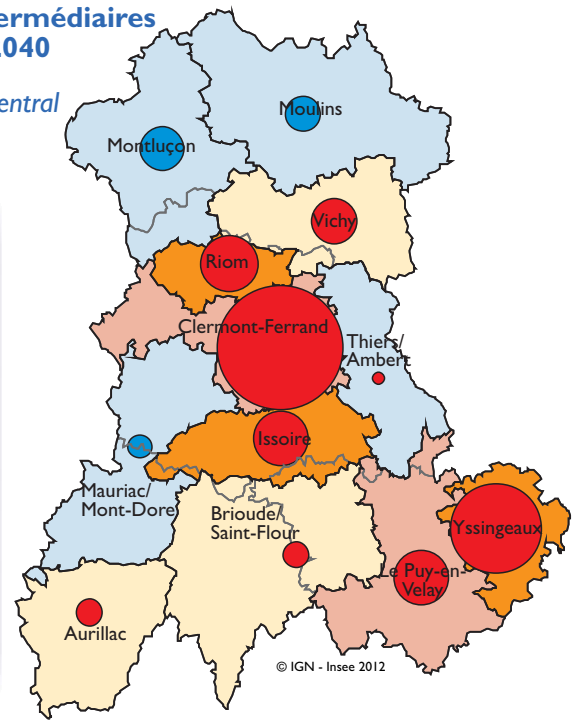 ermédiaires
040
entral
Moulins
Montluçon
Vichy
Riom
Clermont-Ferrand
Thiers/
Ambert
Issoire
Mauriac/
Mont-Dore
Brioude/
Saint-Flour
Yssingeaux
Le Puy-en-
Velay
Aurillac
© IGN - Insee 2012